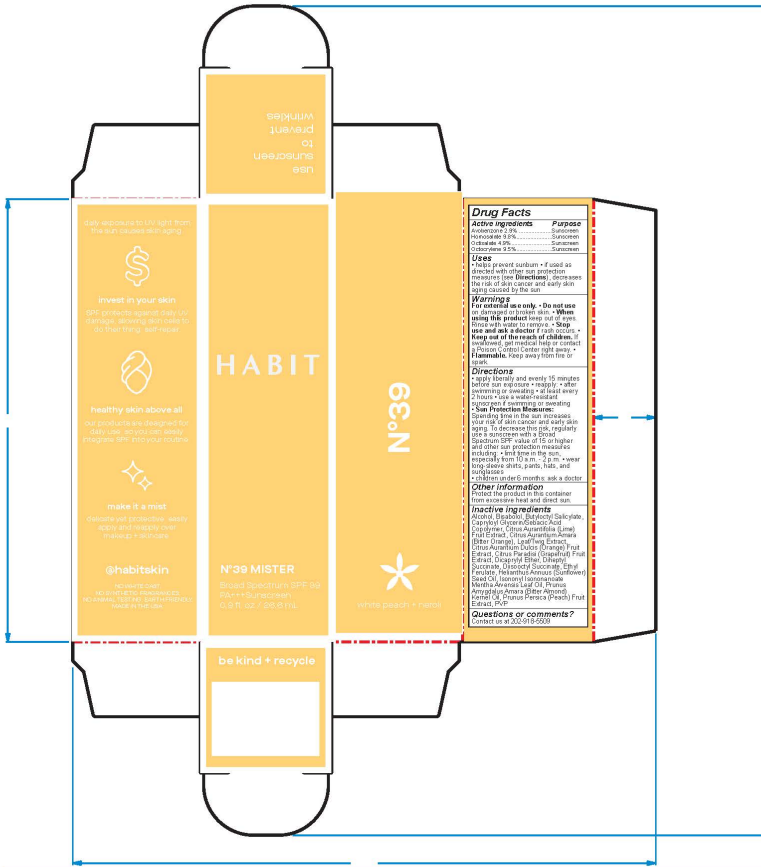 use
sunscreen
to
prevent
wrinkles
daily exposure to UV light from
the sun caused skin aging
invest in your skin
SPF protects against daily UV
damage, allowing skin cells to
do their thing: self-repair
healthy skin above all
our products are designed for
daily use, so you can easily
integrate SPF into your routine
make it a mist
delicate yet protective, easily
apply and reapply over
makeup + skincare
@habitskin
NO WHITE CAST
NO SYNTHETIC FRAGRANCES
NO ANIMAL TESTING EARTH FRIENDLY
MADE IN THE USA
HABIT
N°39 MISTER
Broad Spectrum SPF 39
PA+++Sunscreen
0.9 fl. oz. / 26.6 mL
be kind + recycle
N°39
white peach + neroli
Drug Facts
Active ingredients Purpose
Avobenzone 2.9%....................Sunscreen
Homosalate 9.8%....................Sunscreen
Octisalate 4.9%....................Sunscreen
Octocrylene 9.5%....................Sunscreen
Uses
• helps prevent sunburn • if used as
directed with other sun protection
measures (see Directions), decreases
the risk of skin cancer and early skin
aging caused by the sun
Warnings
For external use only. • Do not use
on damaged or broken skin. • When
using this product keep out of eyes.
Rinse with water to remove. • Stop
use and ask a doctor if rash occurs. •
Keep out of the reach of children. If
swallowed, get medical help or contact
a Poison Control Center right away. •
Flammable. Keep away from fire or
spark.
Directions
• apply liberally and evenly 15 minutes
before sun exposure • reapply: • after
swimming or sweating • at least every
2 hours • use a water-resistant
sunscreen if swimming or sweating
• Sun Protection Measures:
Spending time in the sun increases
your risk of skin cancer and early skin
aging. To decrease this risk, regularly
use a sunscreen with a Broad
Spectrum SPF value of 15 or higher
and other sun protection measures
including: • limit time in the sun,
especially from 10 a.m. - 2 p.m. • wear
long-sleeve shirts, pants, hats, and
sunglasses
• children under 6 months: ask a doctor
Other information
Protect the product in this container
from excessive heat and direct sun.
Inactive ingredients
Alcohol, Bisabolol, Butyloctyl Salicylate,
Caprylyl Glycerin/Sebacic Acid
Copolymer, Citrus Aurantifolia (Lime)
Fruit Extract, Citrus Aurantium Amara
(Bitter Orange), Leaf/Twig Extract,
Citrus Aurantium Dulcis (Orange) Fruit
Extract, Citrus Paradisi (Grapefruit) Fruit
Extract, Dicaprylyl Ether, Diheptyl
Succinate, Diisooctyl Succinate, Ethyl
Ferulate, Helianthus Annuus (Sunflower)
Seed Oil, Isononyl Isononanoate
Mentha Arvensis Leaf Oil, Prunus
Amygdalus Amara (Bitter Almond)
Kernel Oil, Prunus Persica (Peach) Fruit
Extract, PVP
Questions or comments?
Contact us at 202-918-5509